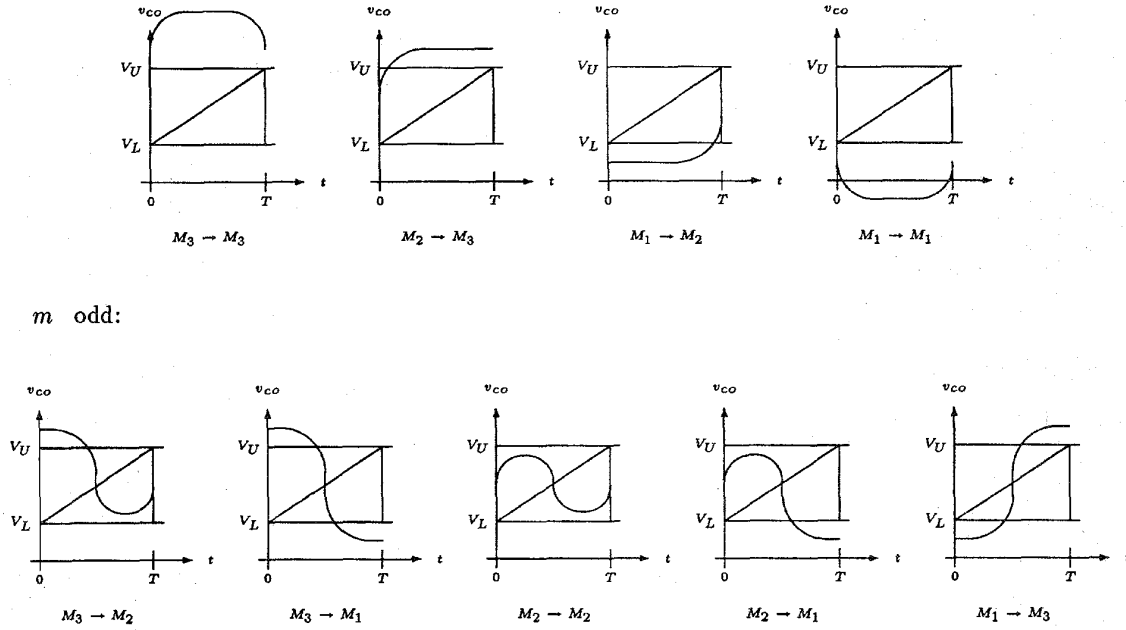 v_co v_co v_co v_co
V_U V_U V_U V_U
V_L V_L V_L V_L
0 T t 0 T t 0 T t 0 T t
M_3 → M_3 M_2 → M_3 M_1 → M_2 M_1 → M_1
m odd:
v_co v_co v_co v_co v_co
V_U V_U V_U V_U V_U
V_L V_L V_L V_L V_L
0 T t 0 T t 0 T t 0 T t 0 T t
M_3 → M_2 M_3 → M_1 M_2 → M_2 M_2 → M_1 M_1 → M_3